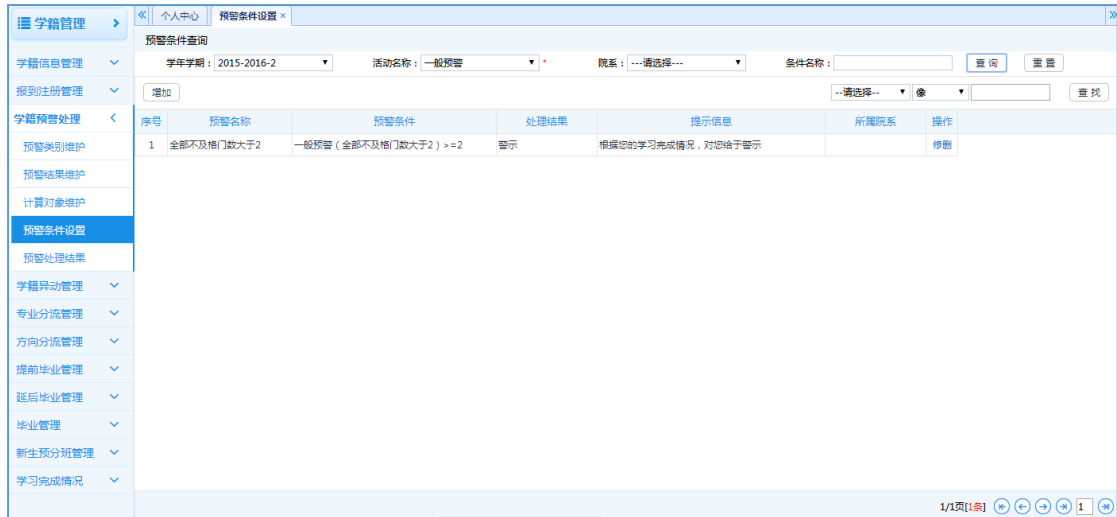 学籍管理
个人中心 预警条件设置 ×
预警条件查询
学年学期： 2015-2016-2 活动名称： 一般预警 * 院系： ---请选择--- 条件名称： 查询 重置
增加 --请选择-- 像 查找
序号 预警名称 预警条件 处理结果 提示信息 所属院系 操作
1 全部不及格门数大于2 一般预警（全部不及格门数大于2）>=2 警示 根据您的学习完成情况，对您给于警示 修删
学籍信息管理
报到注册管理
学籍预警处理
预警类别维护
预警结果维护
计算对象维护
预警条件设置
预警处理结果
学籍异动管理
专业分流管理
方向分流管理
提前毕业管理
延后毕业管理
毕业管理
新生预分班管理
学习完成情况
1/1页[1条] 1